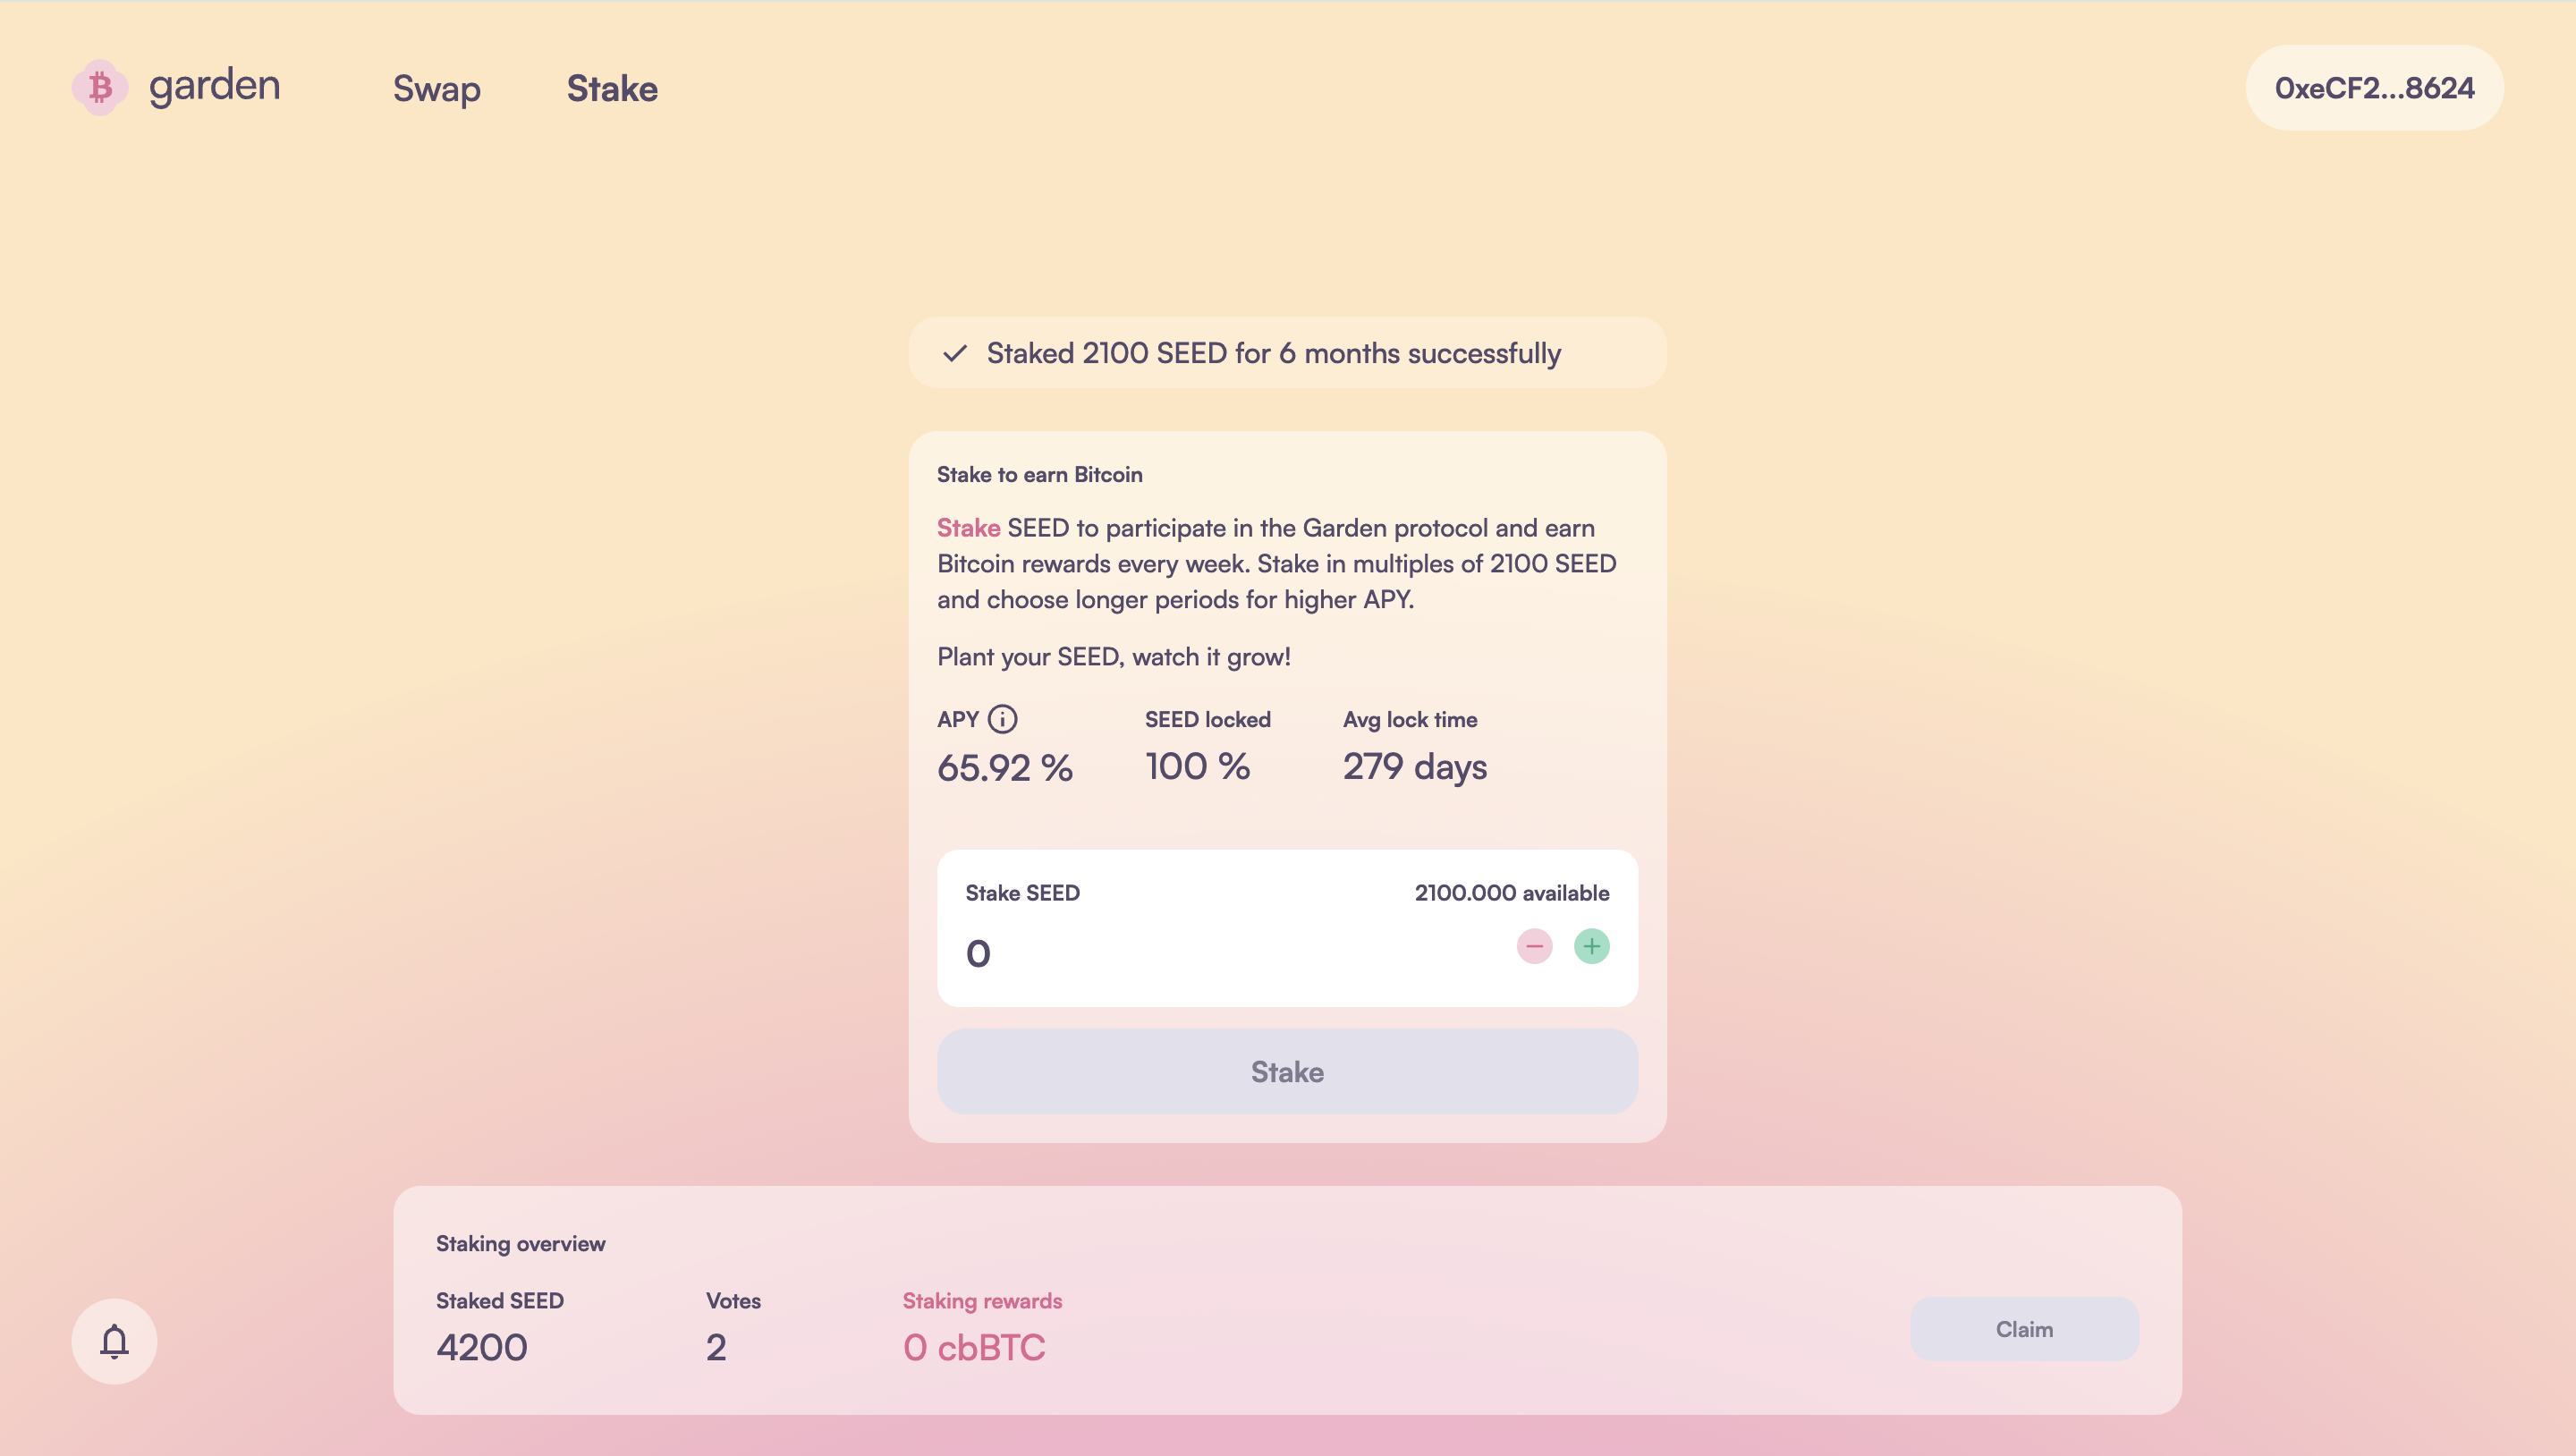 garden
Swap
Stake
0xeCF2...8624
Staked 2100 SEED for 6 months successfully
Stake to earn Bitcoin
Stake SEED to participate in the Garden protocol and earn
Bitcoin rewards every week. Stake in multiples of 2100 SEED
and choose longer periods for higher APY.
Plant your SEED, watch it grow!
APY
SEED locked
Avg lock time
65.92 %
100 %
279 days
Stake SEED
2100.000 available
0
Stake
Staking overview
Staked SEED
Votes
Staking rewards
4200
2
0 cbBTC
Claim